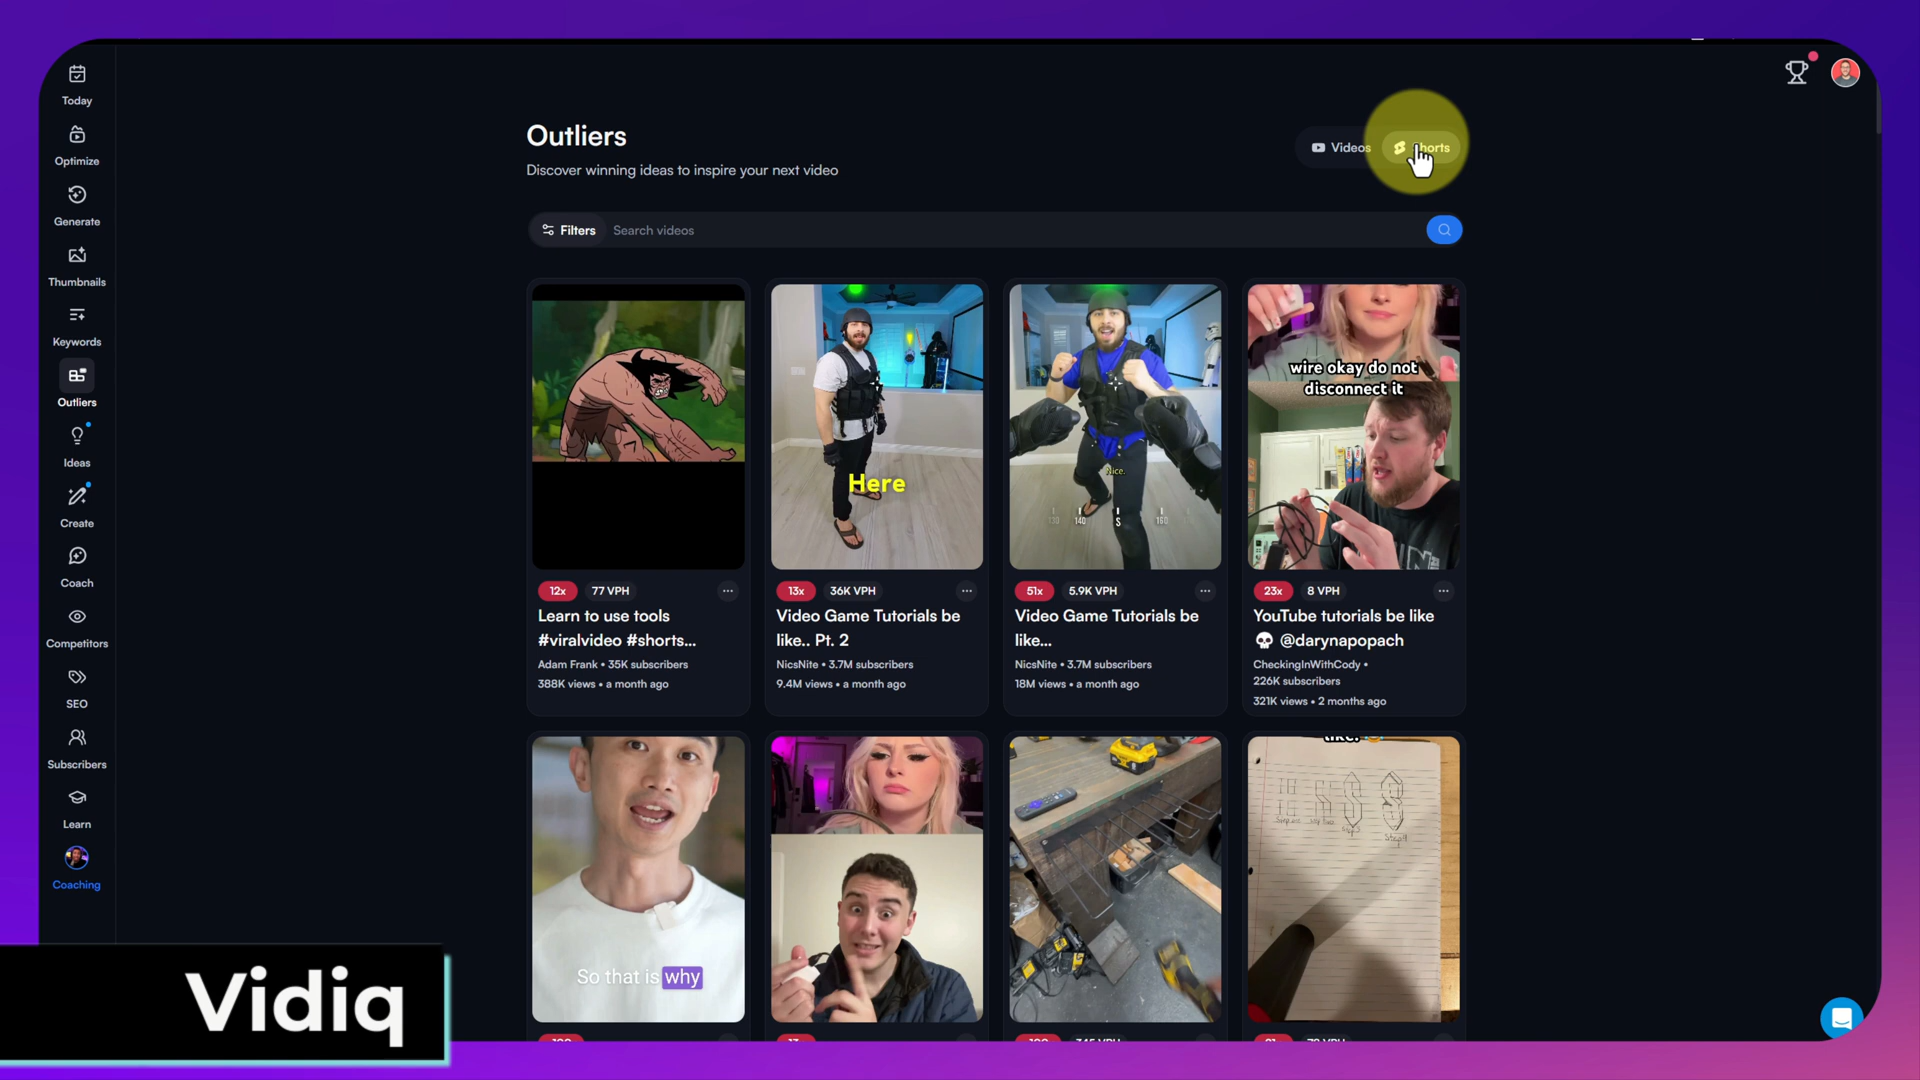 Today
Optimize
Generate
Thumbnails
Keywords
Outliers
Ideas
Create
Coach
Competitors
SEO
Subscribers
Learn
Coaching
Outliers
Discover winning ideas to inspire your next video
Videos
Shorts
Filters
Search videos
Here
Nice.
140
S
160
wire okay do not
disconnect it
12x 77 VPH
Learn to use tools
#viralvideo #shorts...
Adam Frank • 35K subscribers
388K views • a month ago
13x 36K VPH
Video Game Tutorials be
like.. Pt. 2
NicsNite • 3.7M subscribers
9.4M views • a month ago
51x 5.9K VPH
Video Game Tutorials be
like...
NicsNite • 3.7M subscribers
18M views • a month ago
23x 8 VPH
YouTube tutorials be like
💀 @darynapopach
CheckingInWithCody •
226K subscribers
321K views • 2 months ago
So that is why
Vidiq